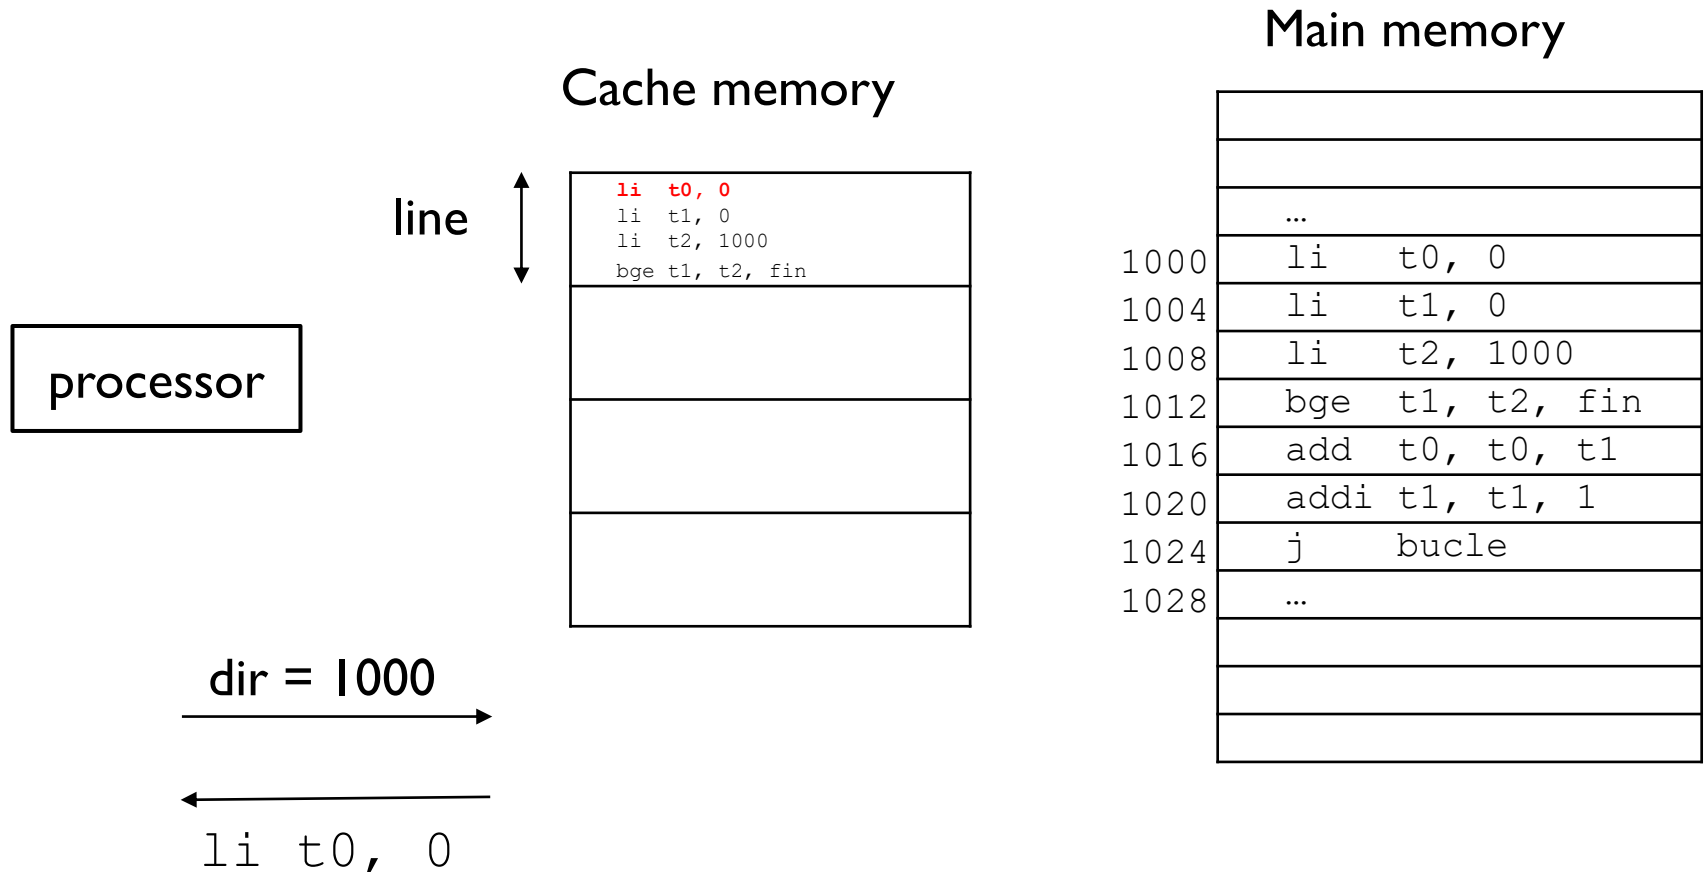 Main memory
Cache memory
line
li t0, 0
li t1, 0
li t2, 1000
bge t1, t2, fin
processor
dir = 1000
li t0, 0
…
1000 li t0, 0
1004 li t1, 0
1008 li t2, 1000
1012 bge t1, t2, fin
1016 add t0, t0, t1
1020 addi t1, t1, 1
1024 j bucle
1028 …